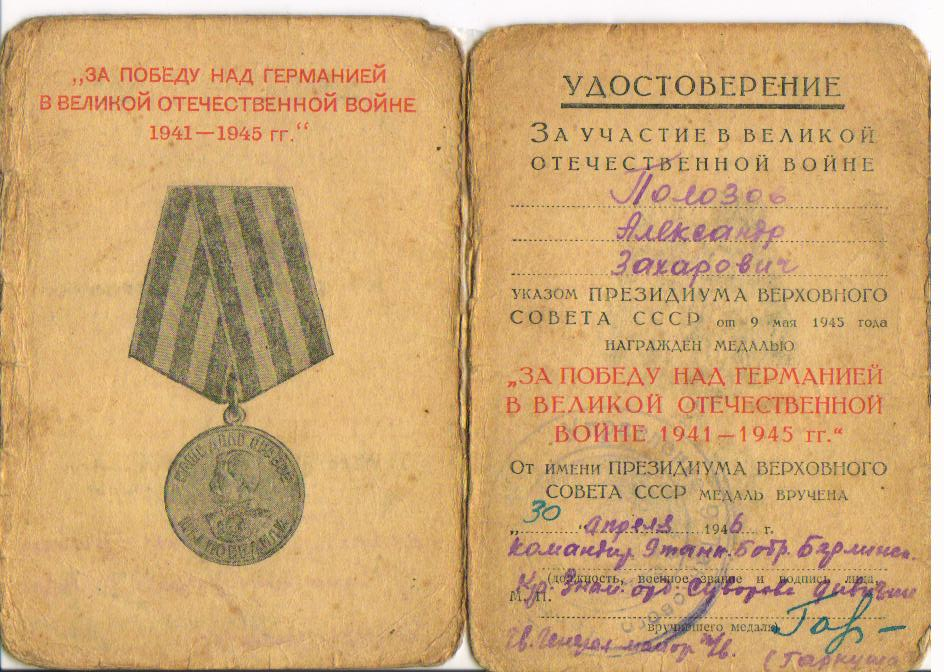 „ЗА ПОБЕДУ НАД ГЕРМАНИЕЙ
В ВЕЛИКОЙ ОТЕЧЕСТВЕННОЙ ВОЙНЕ
1941—1945 гг.“
НАШЕ ДЕЛО ПРАВОЕ
МЫ ПОБЕДИЛИ
УДОСТОВЕРЕНИЕ
ЗА УЧАСТИЕ В ВЕЛИКОЙ
ОТЕЧЕСТВЕННОЙ ВОЙНЕ
Полозов
Александр
Захарович
УКАЗОМ ПРЕЗИДИУМА ВЕРХОВНОГО
СОВЕТА СССР от 9 мая 1945 года
НАГРАЖДЕН МЕДАЛЬЮ
„ЗА ПОБЕДУ НАД ГЕРМАНИЕЙ
В ВЕЛИКОЙ ОТЕЧЕСТВЕННОЙ
ВОЙНЕ 1941—1945 гг.“
ОТ ИМЕНИ ПРЕЗИДИУМА ВЕРХОВНОГО
СОВЕТА СССР МЕДАЛЬ ВРУЧЕНА
„30“ апреля 1946 г.
Командир 9 танк. Бобр. Берлинск.
(должность, военное звание и подпись лица,
Кр. Знам. орд. Суворова дивизии
М. П.
вручившего медаль)
Гв. Генерал-майор
(Гаркуша)